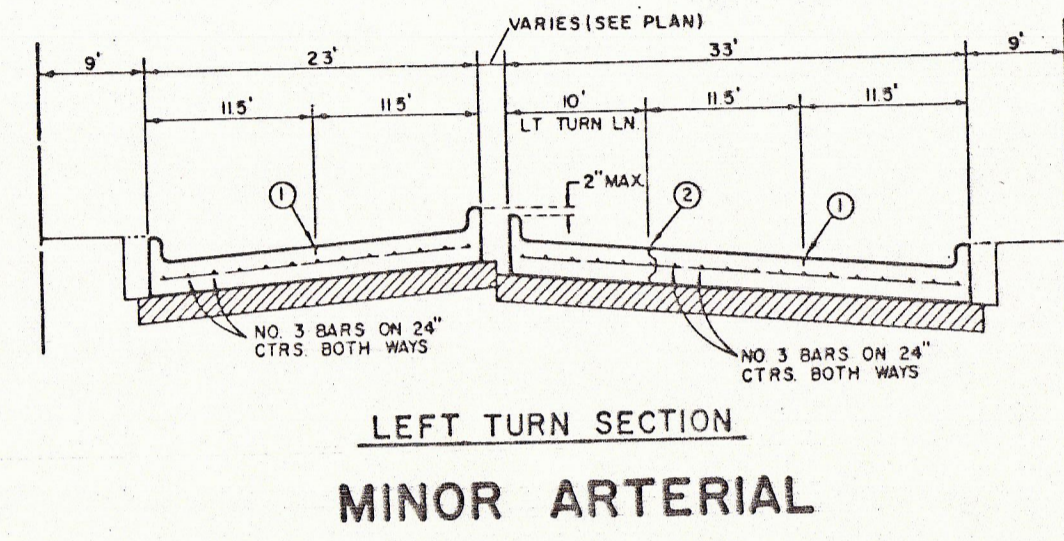 VARIES (SEE PLAN)
9' 23' 33' 9'
11.5' 11.5' 10' 11.5' 11.5'
LT TURN LN.
2" MAX.
1 2 1
NO. 3 BARS ON 24"
CTRS. BOTH WAYS
NO. 3 BARS ON 24"
CTRS. BOTH WAYS
LEFT TURN SECTION
MINOR ARTERIAL